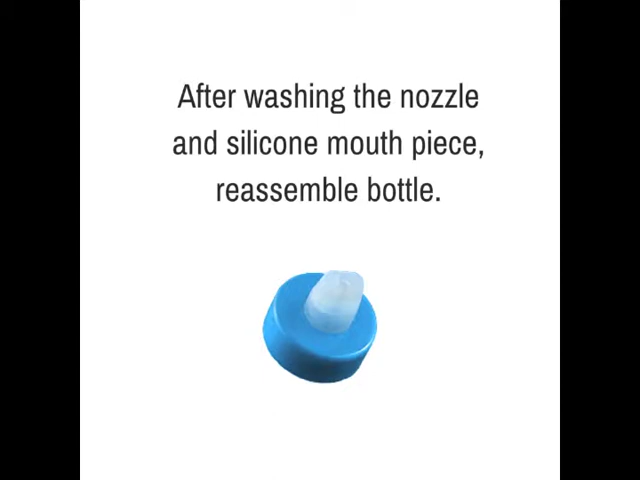 After washing the nozzle
and silicone mouth piece,
reassemble bottle.